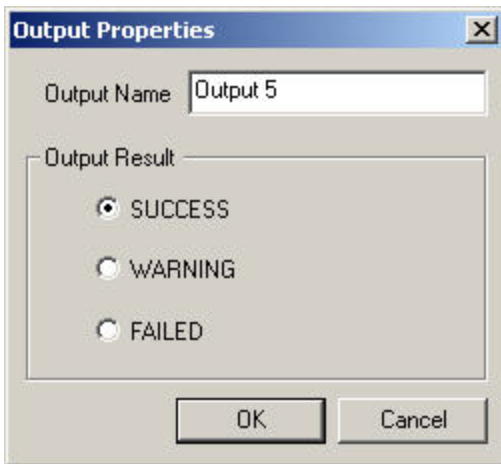 Output Properties
Output Name Output 5
Output Result
SUCCESS
WARNING
FAILED
OK Cancel